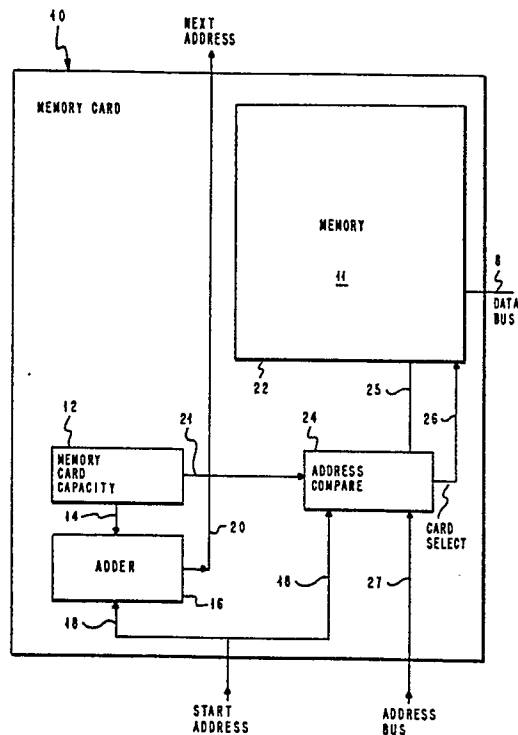 10
NEXT
ADDRESS
MEMORY CARD
MEMORY
11
8
DATA
BUS
22
25
26
12
21
24
MEMORY
CARD
CAPACITY
ADDRESS
COMPARE
14
20
CARD
SELECT
ADDER
16
18
18
27
START
ADDRESS
ADDRESS
BUS